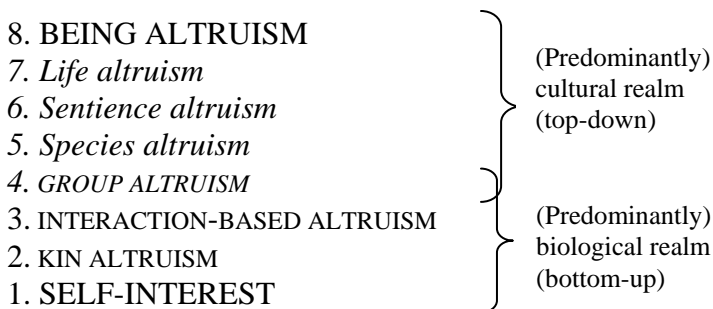 8. BEING ALTRUISM
7. Life altruism
6. Sentience altruism
5. Species altruism
4. GROUP ALTRUISM
3. INTERACTION-BASED ALTRUISM
2. KIN ALTRUISM
1. SELF-INTEREST
(Predominantly)
cultural realm
(top-down)
(Predominantly)
biological realm
(bottom-up)